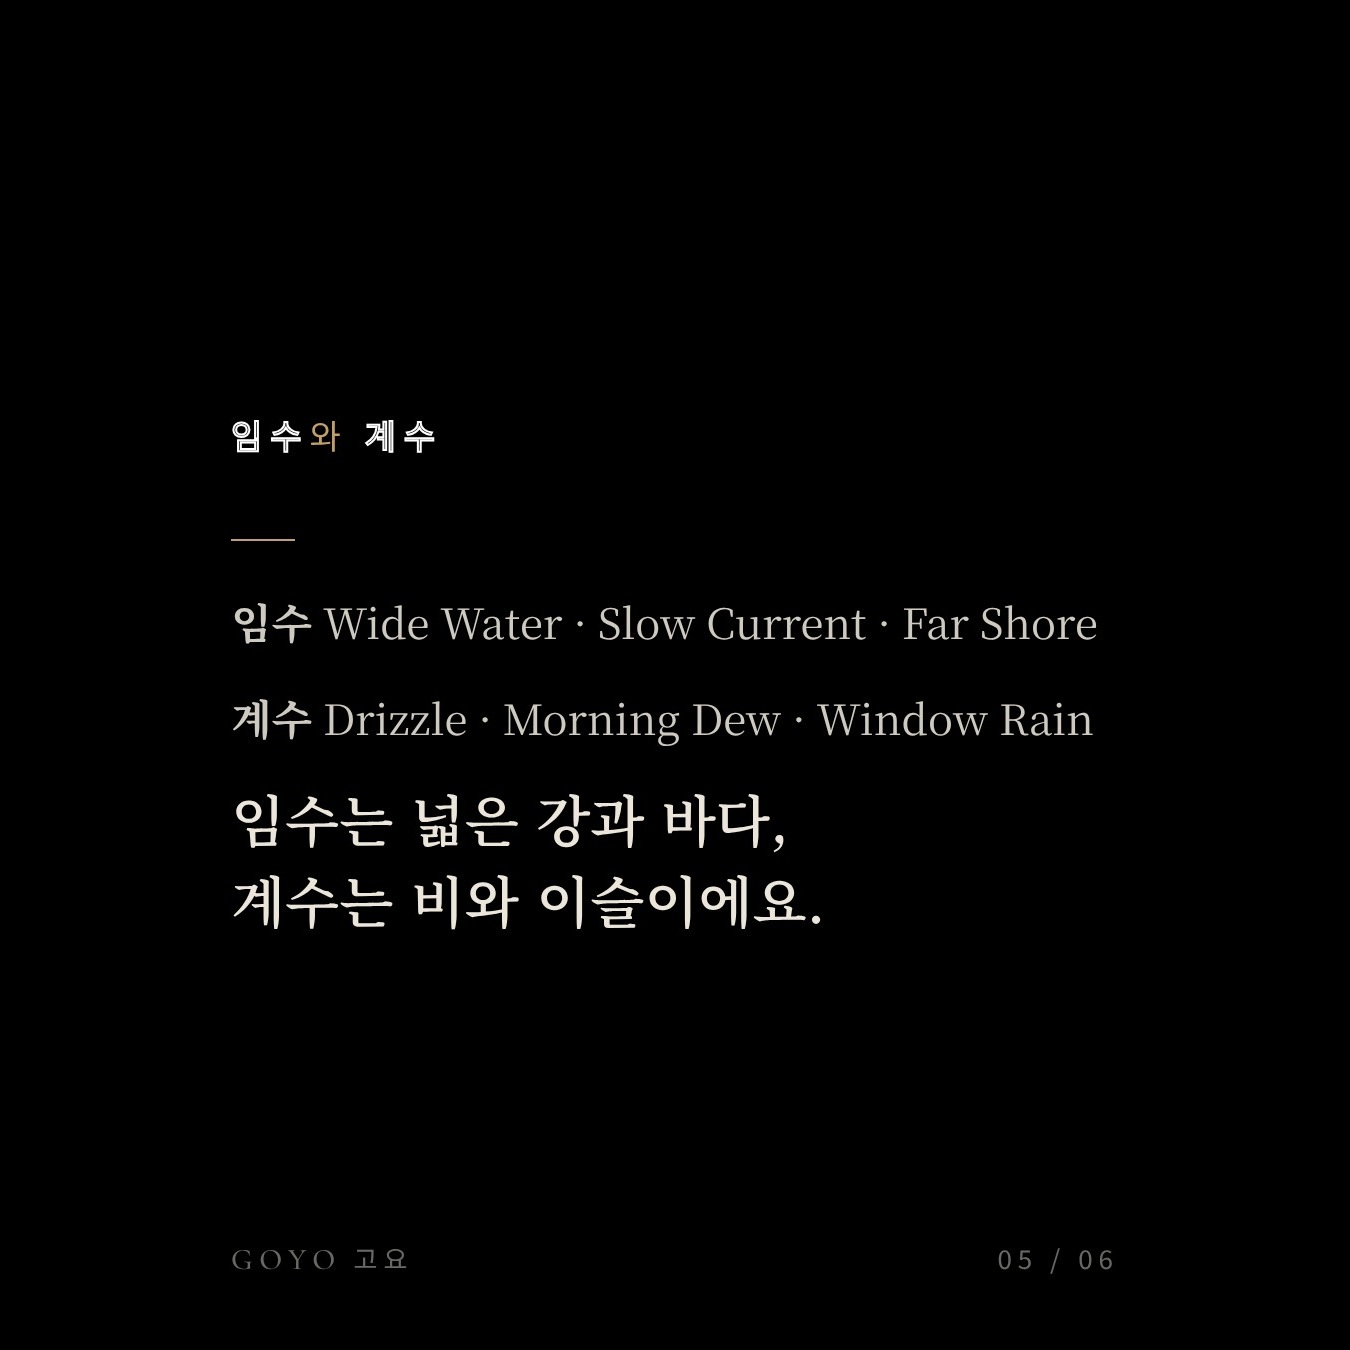 임수와 계수
임수 Wide Water · Slow Current · Far Shore
계수 Drizzle · Morning Dew · Window Rain
임수는 넓은 강과 바다,
계수는 비와 이슬이에요.
GOYO 고요
05 / 06